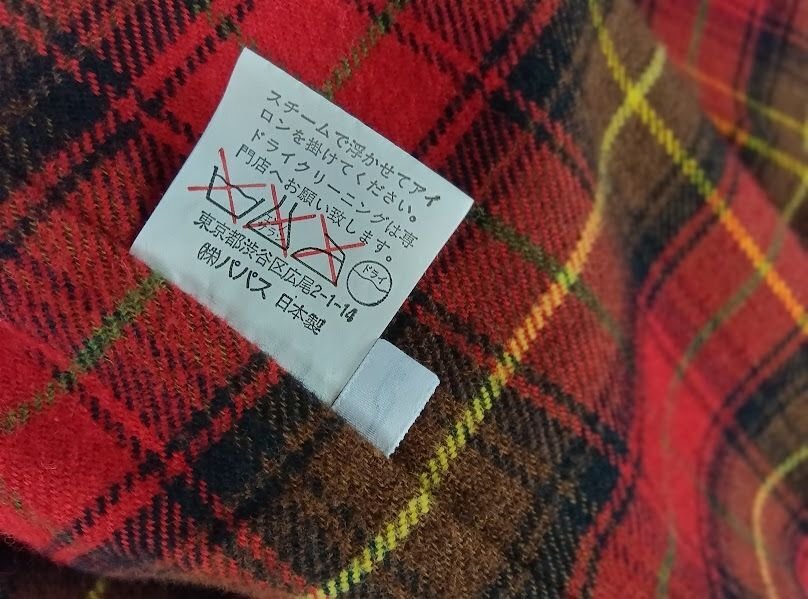 スチームで浮かせてアイ
ロンを掛けてください。
ドライクリーニングは専
門店へお願い致します。
ドライ
東京都渋谷区広尾2-1-14
㈱パパス 日本製